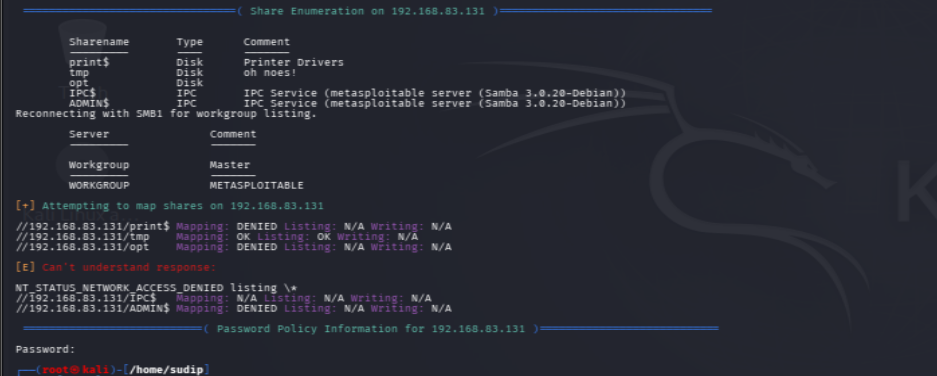 ( Share Enumeration on 192.168.83.131 )
Sharename Type Comment
print$ Disk Printer Drivers
tmp Disk oh noes!
opt Disk
IPC$ IPC IPC Service (metasploitable server (Samba 3.0.20-Debian))
ADMIN$ IPC IPC Service (metasploitable server (Samba 3.0.20-Debian))
Reconnecting with SMB1 for workgroup listing.
Server Comment
Workgroup Master
WORKGROUP METASPLOITABLE
[+] Attempting to map shares on 192.168.83.131
//192.168.83.131/print$ Mapping: DENIED Listing: N/A Writing: N/A
//192.168.83.131/tmp Mapping: OK Listing: OK Writing: N/A
//192.168.83.131/opt Mapping: DENIED Listing: N/A Writing: N/A
[E] Can't understand response:
NT_STATUS_NETWORK_ACCESS_DENIED listing \*
//192.168.83.131/IPC$ Mapping: N/A Listing: N/A Writing: N/A
//192.168.83.131/ADMIN$ Mapping: DENIED Listing: N/A Writing: N/A
( Password Policy Information for 192.168.83.131 )
Password:
(root㉿kali)-[/home/sudip]